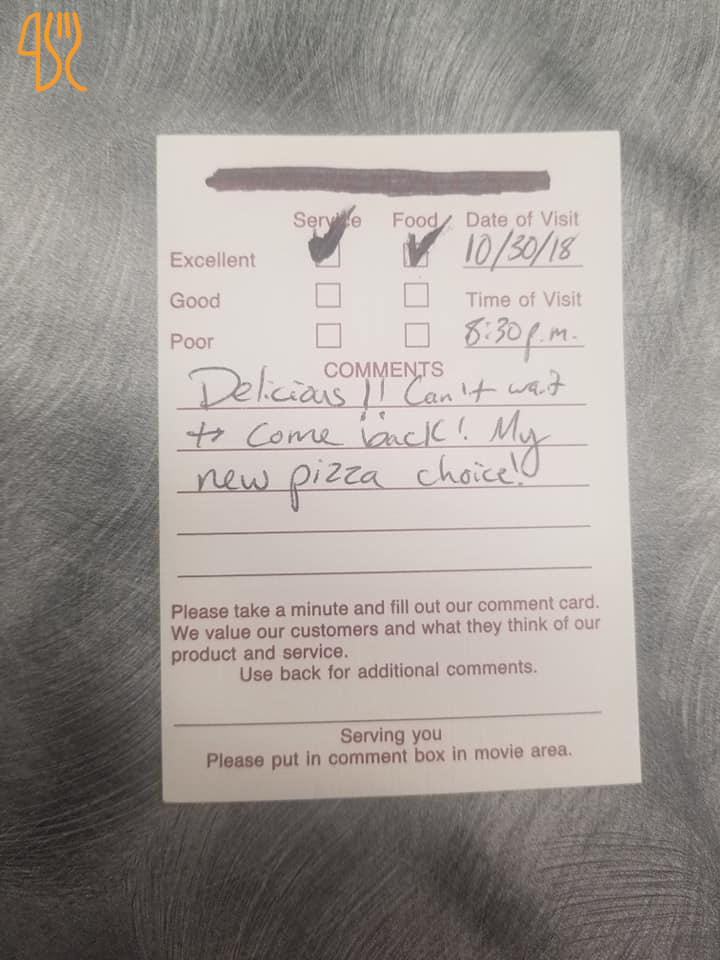 Service Food Date of Visit
Excellent 10/30/18
Good Time of Visit
Poor 8:30 p.m.
COMMENTS
Delicious!! Can't wait
to come back! My
new pizza choice!!
Please take a minute and fill out our comment card.
We value our customers and what they think of our
product and service.
Use back for additional comments.
Serving you
Please put in comment box in movie area.